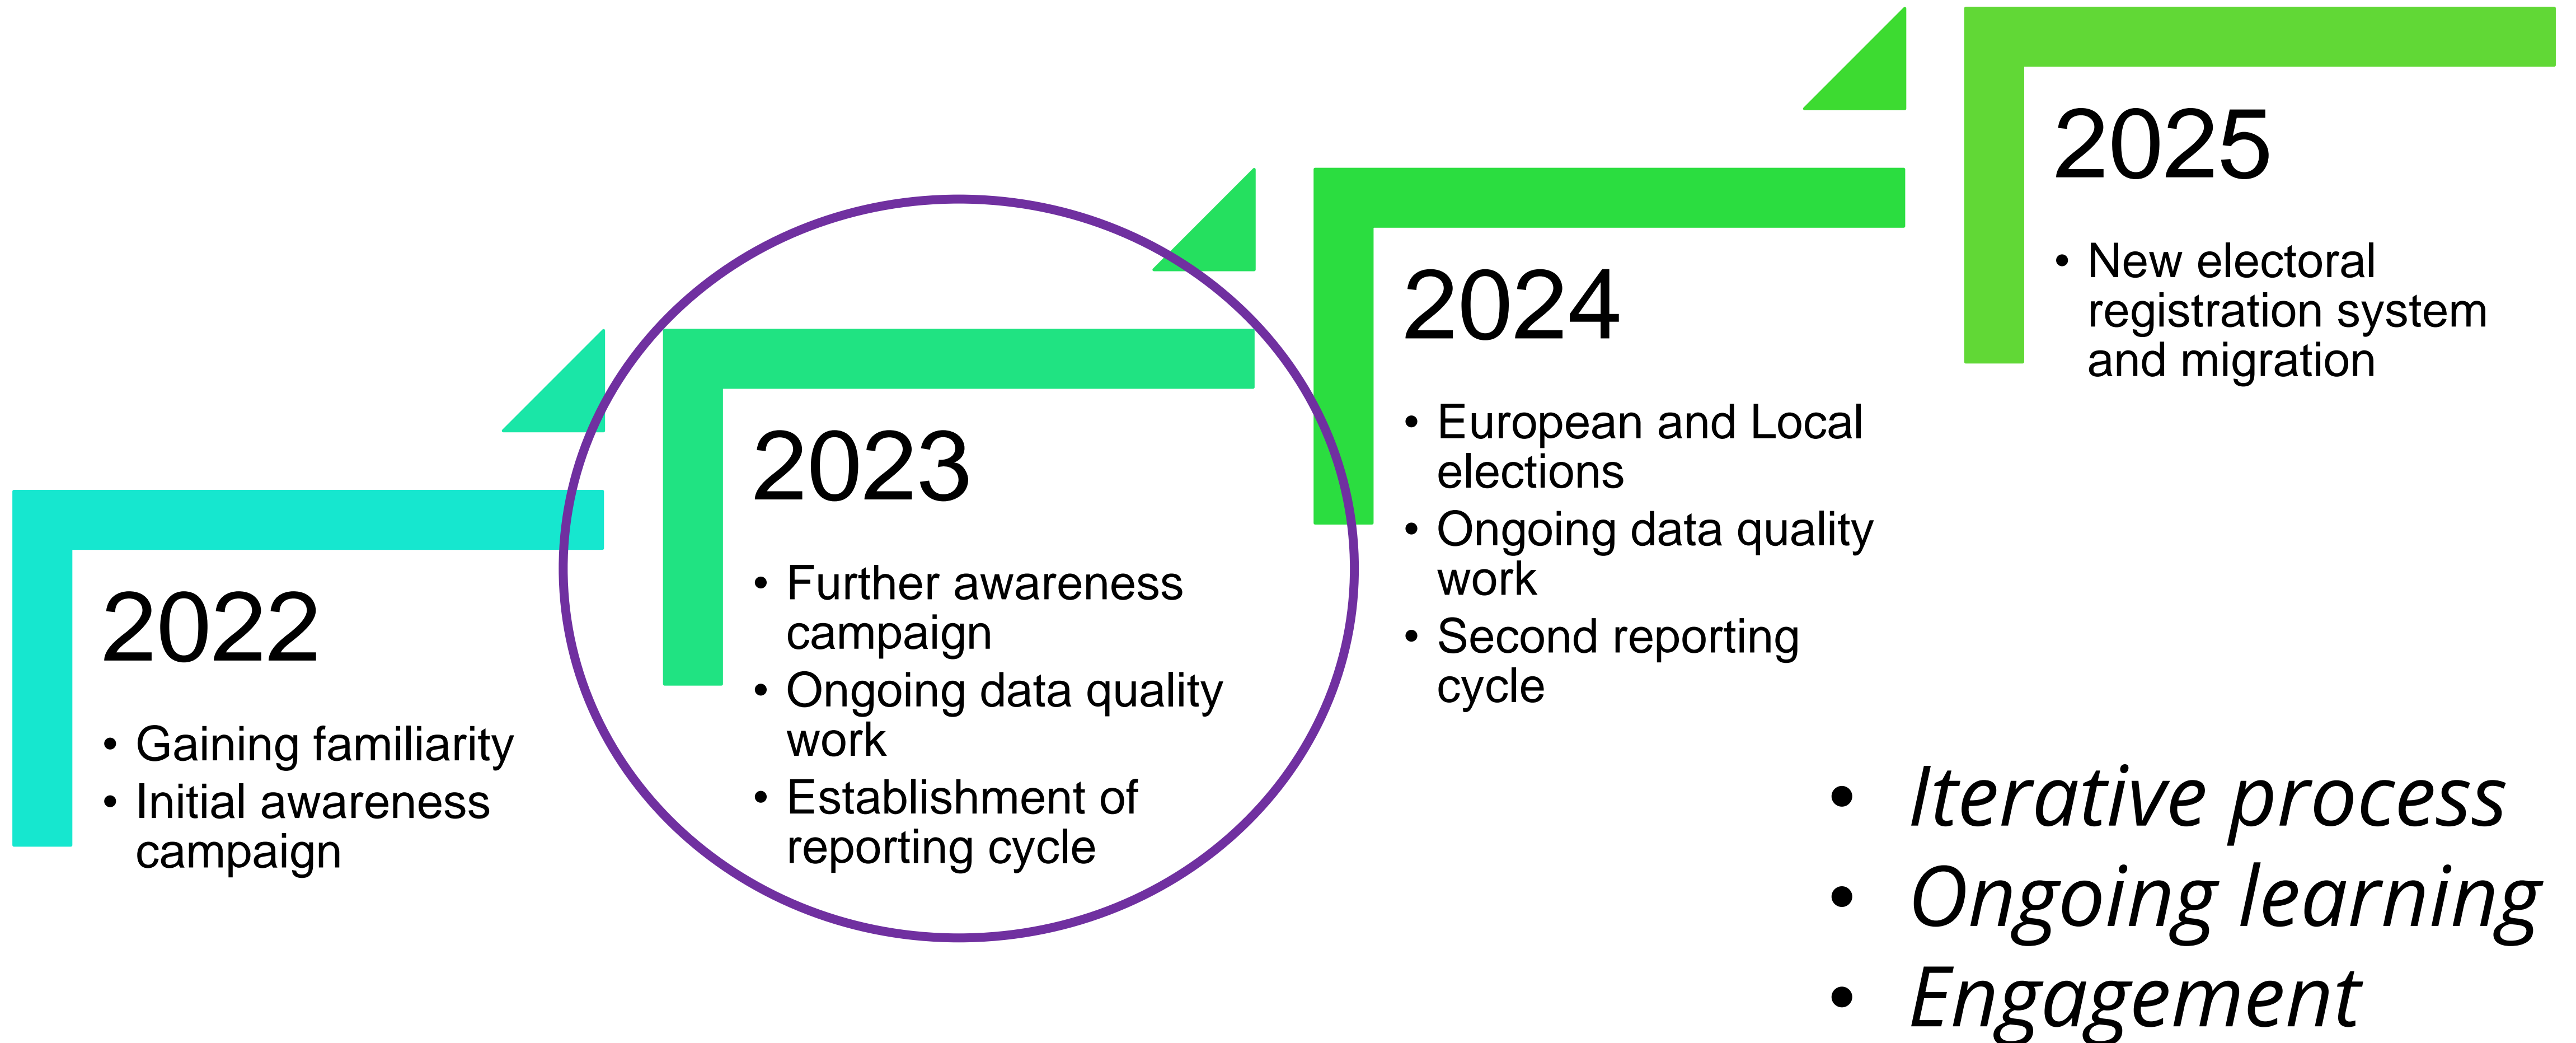 2022
• Gaining familiarity
• Initial awareness
campaign
2023
• Further awareness
campaign
• Ongoing data quality
work
• Establishment of
reporting cycle
2024
• European and Local
elections
• Ongoing data quality
work
• Second reporting
cycle
2025
• New electoral
registration system
and migration
• Iterative process
• Ongoing learning
• Engagement